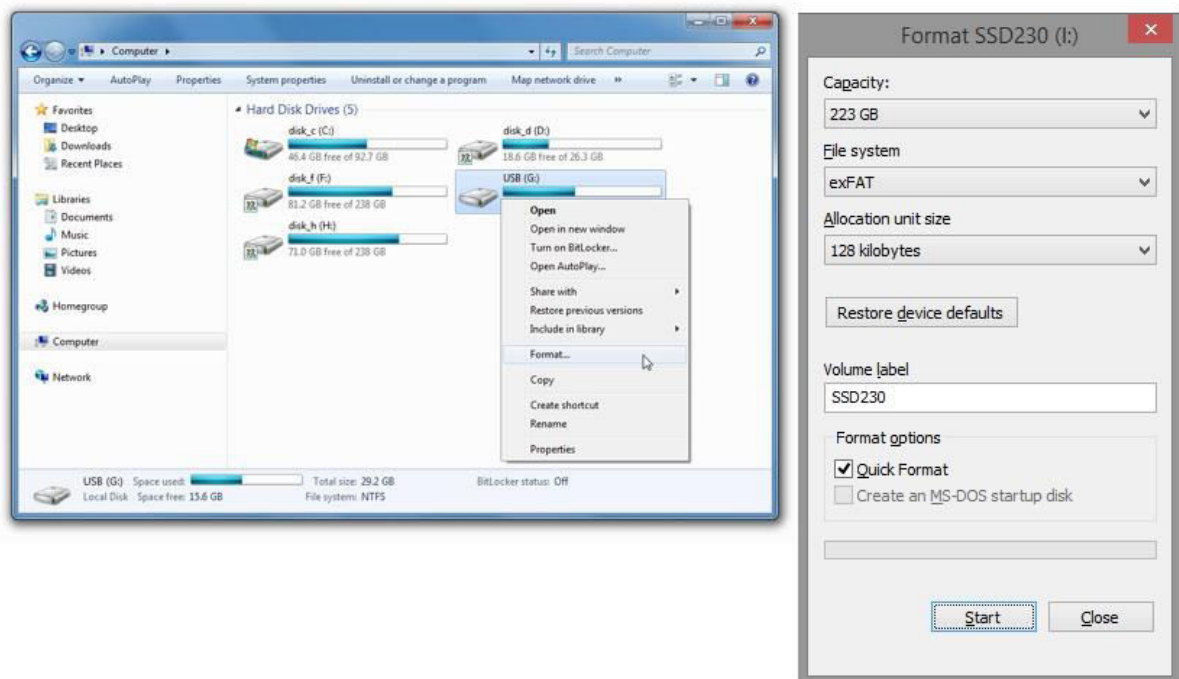 Computer
Search Computer
Organize
AutoPlay
Properties
System properties
Uninstall or change a program
Map network drive
»
Favorites
Desktop
Downloads
Recent Places
Libraries
Documents
Music
Pictures
Videos
Homegroup
Computer
Network
Hard Disk Drives (5)
disk_c (C:)
46.4 GB free of 92.7 GB
disk_d (D:)
18.6 GB free of 26.3 GB
disk_f (F:)
81.2 GB free of 238 GB
USB (G:)
disk_h (H:)
71.0 GB free of 238 GB
Open
Open in new window
Turn on BitLocker...
Open AutoPlay...
Share with
Restore previous versions
Include in library
Format...
Copy
Create shortcut
Rename
Properties
USB (G:) Space used: Total size: 29.2 GB BitLocker status: Off
Local Disk Space free: 13.6 GB File system: NTFS
Format SSD230 (I:)
Capacity:
223 GB
File system
exFAT
Allocation unit size
128 kilobytes
Restore device defaults
Volume label
SSD230
Format options
Quick Format
Create an MS-DOS startup disk
Start
Close